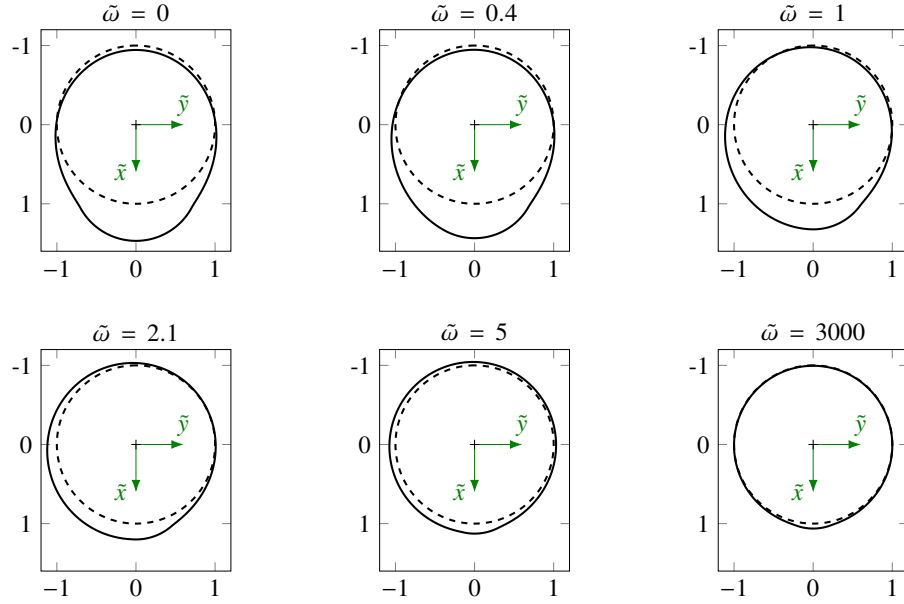 ω̃ = 0 ω̃ = 0.4 ω̃ = 1
-1 -1 -1
ỹ ỹ ỹ
0 0 0
x̃ x̃ x̃
1 1 1
−1 0 1 −1 0 1 −1 0 1
ω̃ = 2.1 ω̃ = 5 ω̃ = 3000
-1 -1 -1
ỹ ỹ ỹ
0 0 0
x̃ x̃ x̃
1 1 1
−1 0 1 −1 0 1 −1 0 1